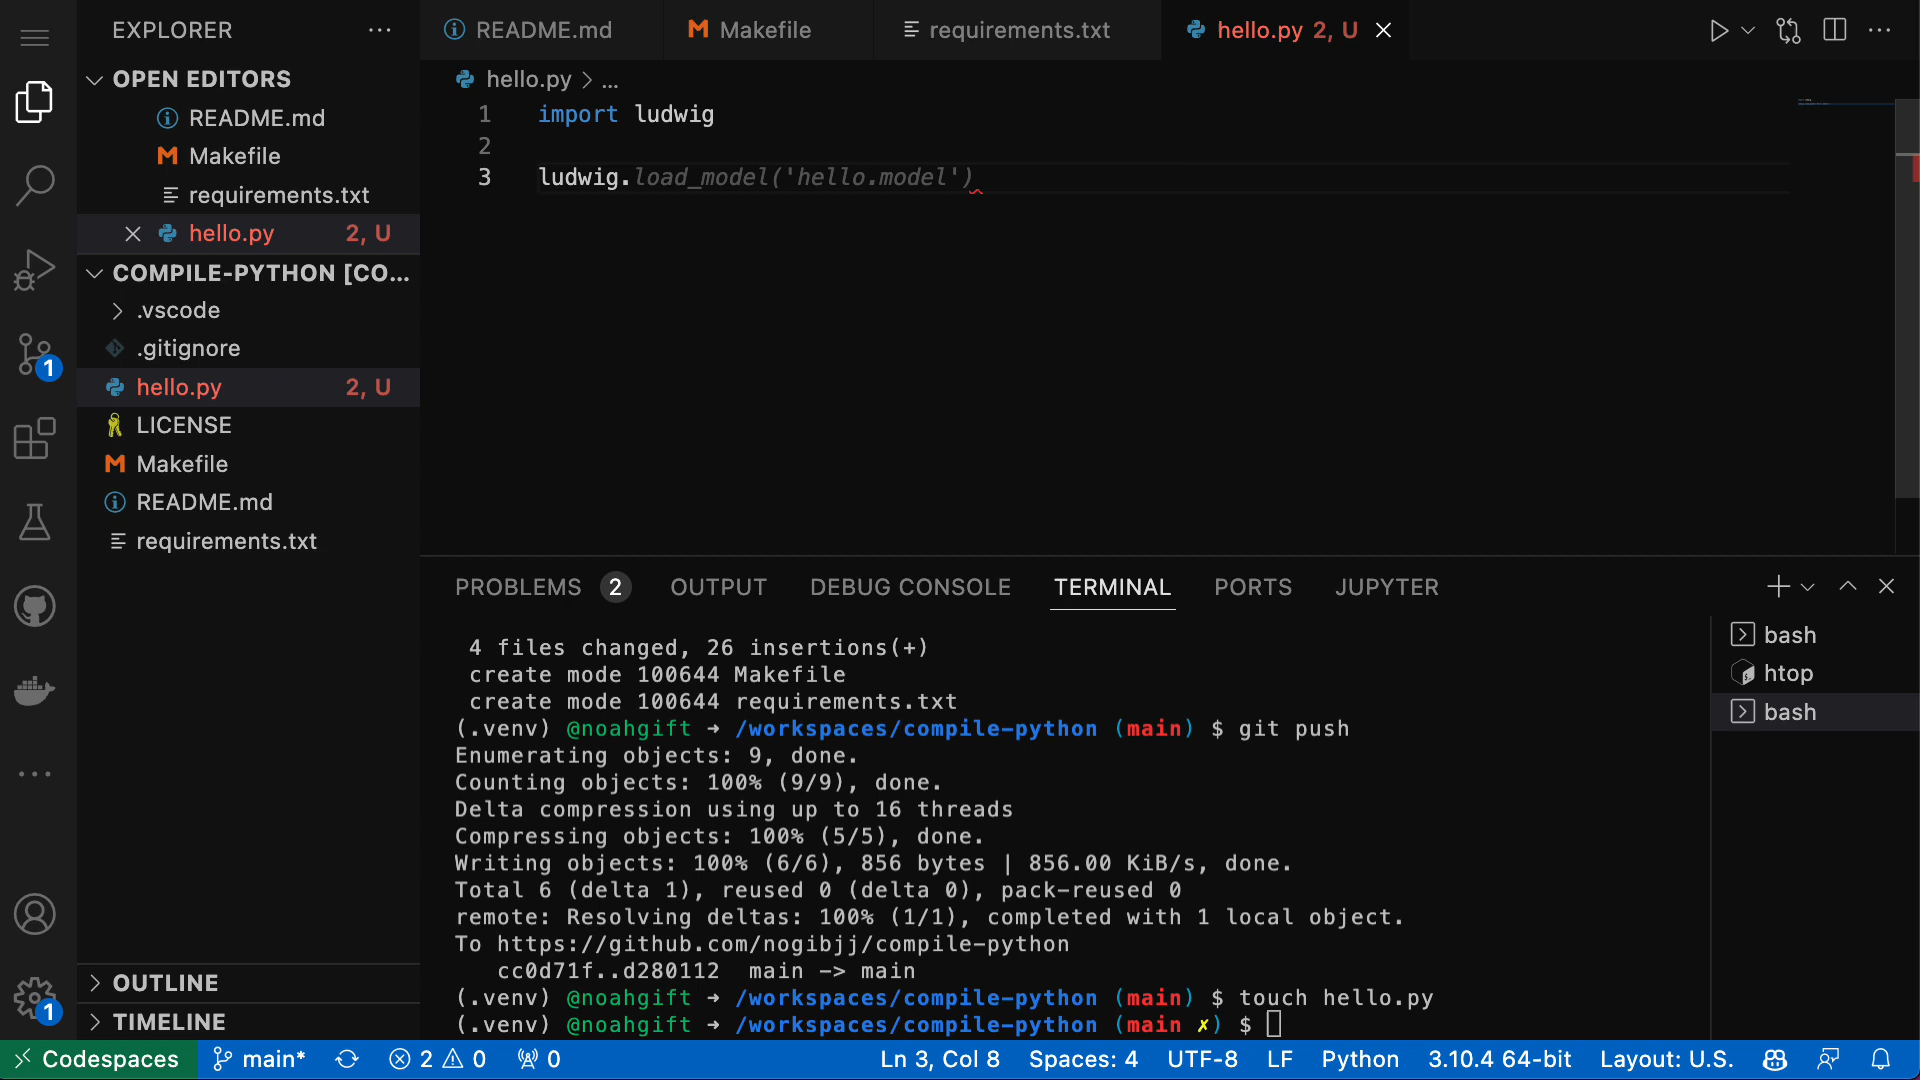 EXPLORER
OPEN EDITORS
README.md
Makefile
requirements.txt
hello.py 2, U
COMPILE-PYTHON [CO...
.vscode
.gitignore
hello.py 2, U
LICENSE
Makefile
README.md
requirements.txt
OUTLINE
TIMELINE
1
1
README.md
Makefile
requirements.txt
hello.py 2, U
hello.py > ...
1 import ludwig
2
3 ludwig.load_model('hello.model')
PROBLEMS 2 OUTPUT DEBUG CONSOLE TERMINAL PORTS JUPYTER
4 files changed, 26 insertions(+)
create mode 100644 Makefile
create mode 100644 requirements.txt
(.venv) @noahgift ➜ /workspaces/compile-python (main) $ git push
Enumerating objects: 9, done.
Counting objects: 100% (9/9), done.
Delta compression using up to 16 threads
Compressing objects: 100% (5/5), done.
Writing objects: 100% (6/6), 856 bytes | 856.00 KiB/s, done.
Total 6 (delta 1), reused 0 (delta 0), pack-reused 0
remote: Resolving deltas: 100% (1/1), completed with 1 local object.
To https://github.com/nogibjj/compile-python
cc0d71f..d280112 main -> main
(.venv) @noahgift ➜ /workspaces/compile-python (main) $ touch hello.py
(.venv) @noahgift ➜ /workspaces/compile-python (main ✗) $
bash
htop
bash
Codespaces main* 2 0 0 Ln 3, Col 8 Spaces: 4 UTF-8 LF Python 3.10.4 64-bit Layout: U.S.